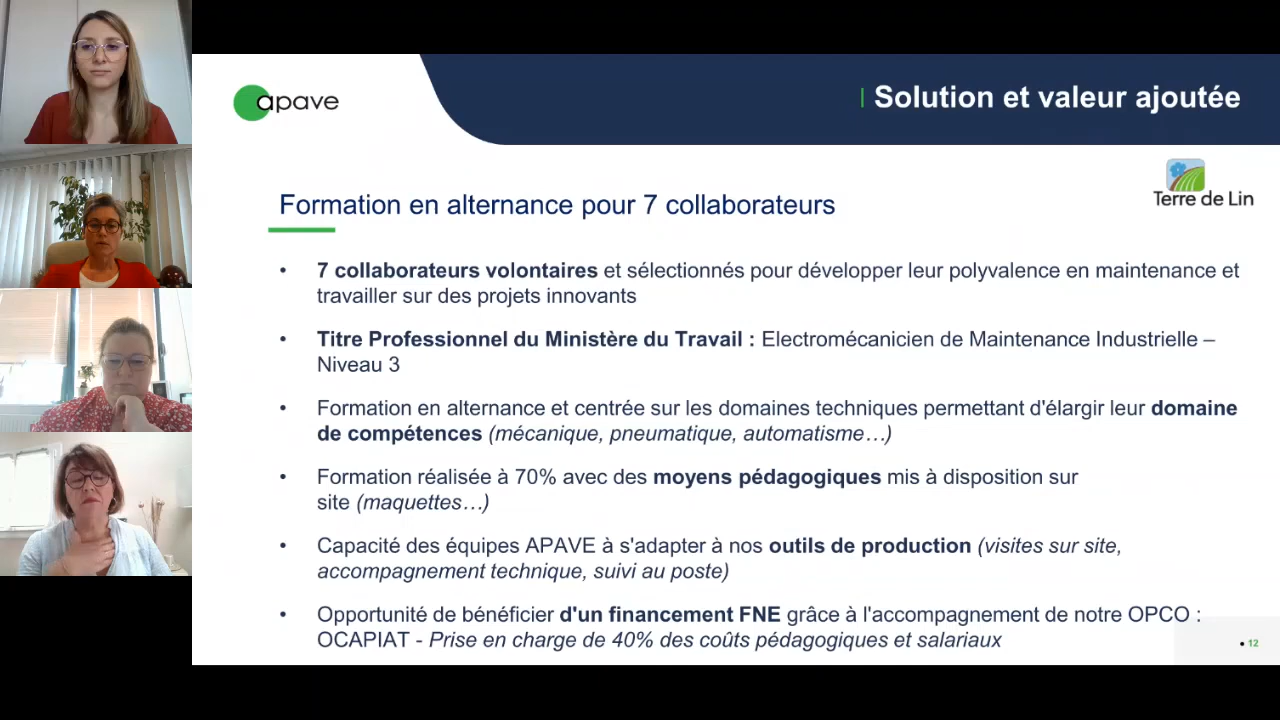 apave
Solution et valeur ajoutée
Terre de Lin
Formation en alternance pour 7 collaborateurs
• 7 collaborateurs volontaires et sélectionnés pour développer leur polyvalence en maintenance et
travailler sur des projets innovants
• Titre Professionnel du Ministère du Travail : Electromécanicien de Maintenance Industrielle –
Niveau 3
• Formation en alternance et centrée sur les domaines techniques permettant d'élargir leur domaine
de compétences (mécanique, pneumatique, automatisme…)
• Formation réalisée à 70% avec des moyens pédagogiques mis à disposition sur
site (maquettes…)
• Capacité des équipes APAVE à s'adapter à nos outils de production (visites sur site,
accompagnement technique, suivi au poste)
• Opportunité de bénéficier d'un financement FNE grâce à l'accompagnement de notre OPCO :
OCAPIAT - Prise en charge de 40% des coûts pédagogiques et salariaux
• 12